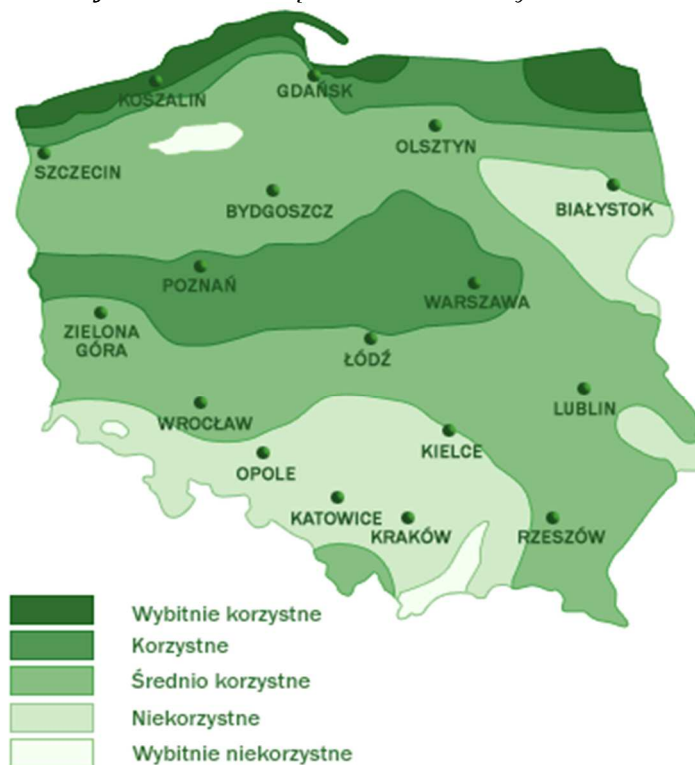 KOSZALIN
GDAŃSK
OLSZTYN
SZCZECIN
BIAŁYSTOK
BYDGOSZCZ
POZNAŃ
WARSZAWA
ZIELONA
GÓRA
ŁÓDŹ
LUBLIN
WROCŁAW
KIELCE
OPOLE
KATOWICE
KRAKÓW
RZESZÓW
Wybitnie korzystne
Korzystne
Średnio korzystne
Niekorzystne
Wybitnie niekorzystne